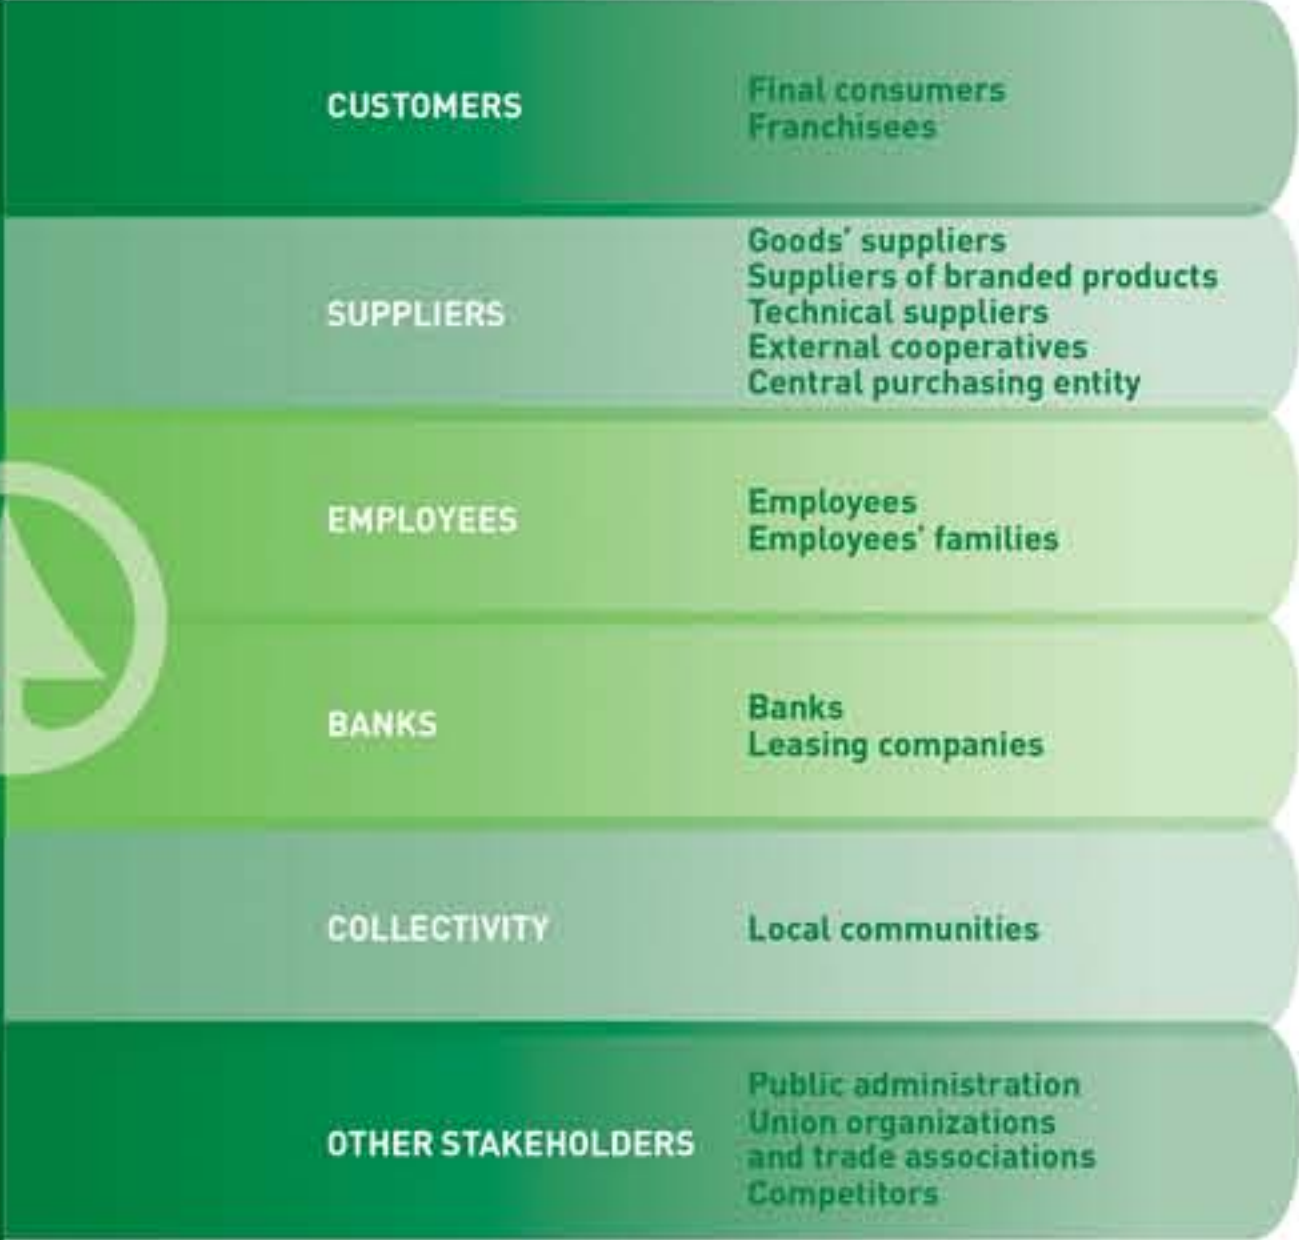 CUSTOMERS
Final consumers
Franchisees
SUPPLIERS
Goods’ suppliers
Suppliers of branded products
Technical suppliers
External cooperatives
Central purchasing entity
EMPLOYEES
Employees
Employees’ families
BANKS
Banks
Leasing companies
COLLECTIVITY
Local communities
OTHER STAKEHOLDERS
Public administration
Union organizations
and trade associations
Competitors